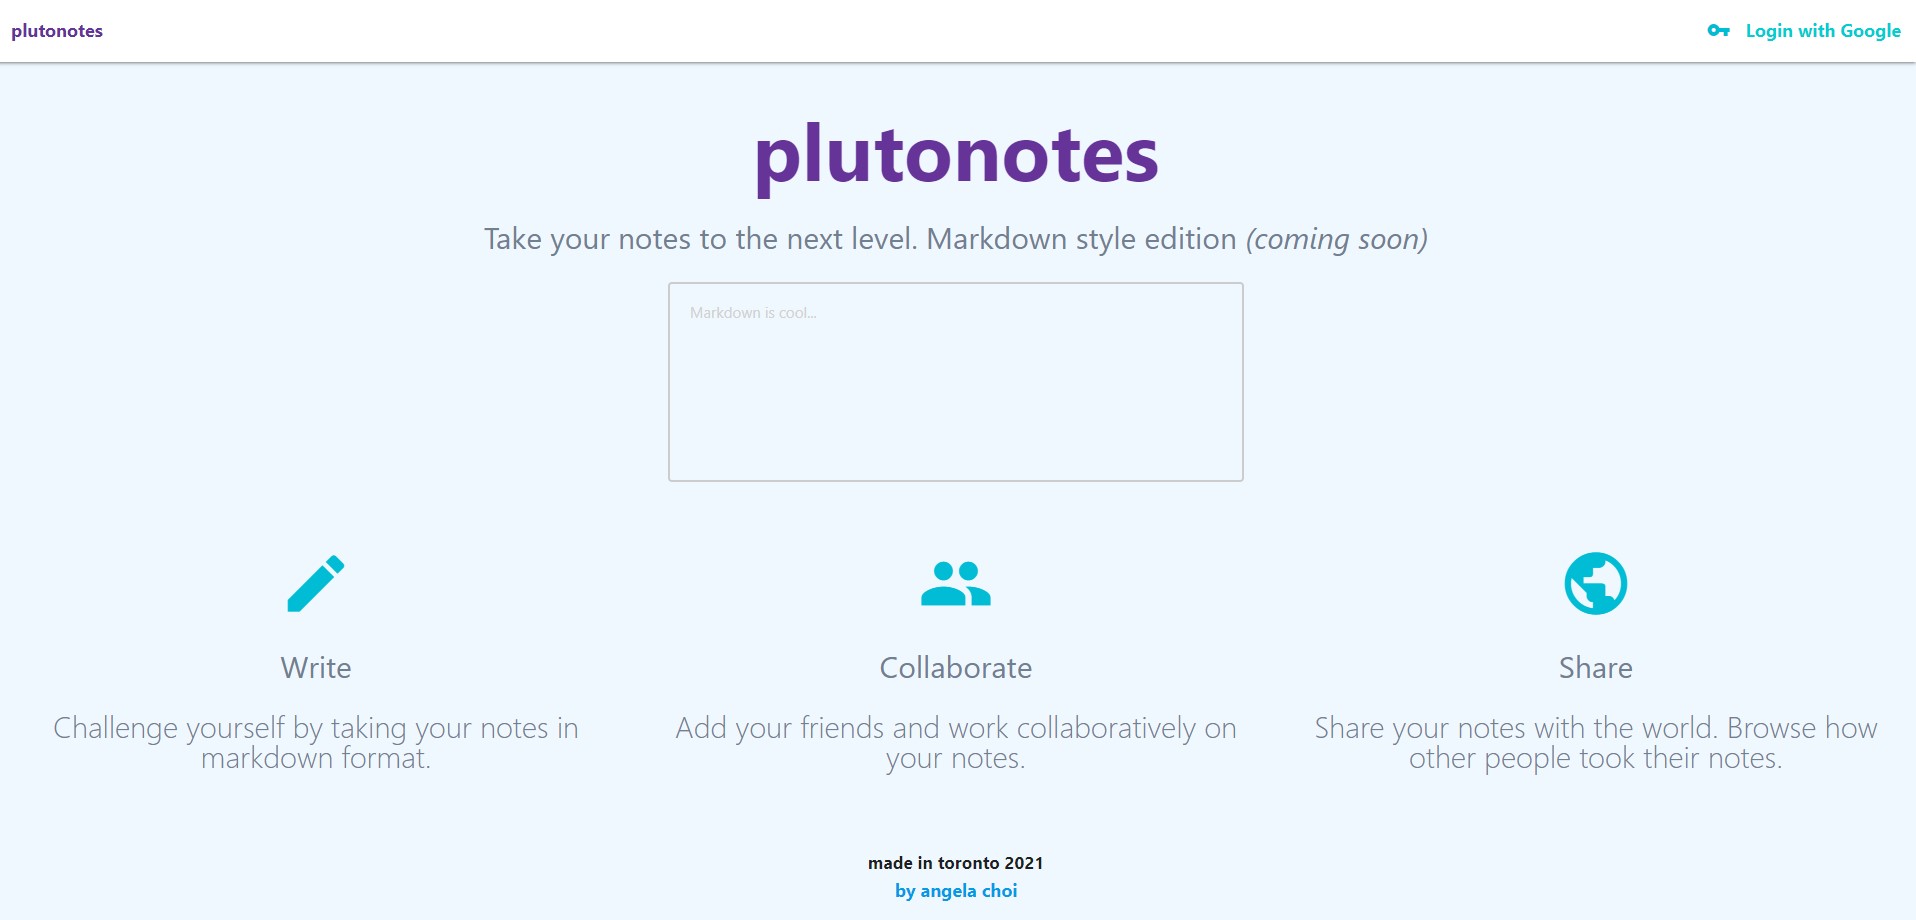 plutonotes
Login with Google
plutonotes
Take your notes to the next level. Markdown style edition (coming soon)
Markdown is cool...
Write
Challenge yourself by taking your notes in
markdown format.
Collaborate
Add your friends and work collaboratively on
your notes.
Share
Share your notes with the world. Browse how
other people took their notes.
made in toronto 2021
by angela choi